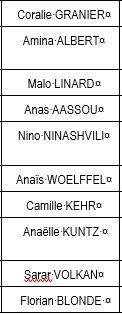 Coralie·GRANIER¤
Amina·ALBERT¤
Malo·LINARD¤
Anas·AASSOU¤
Nino·NINASHVILI¤
Anaïs·WOELFFEL¤
Camille·KEHR¤
Anaëlle·KUNTZ·¤
Sarar·VOLKAN¤
Florian·BLONDE·¤